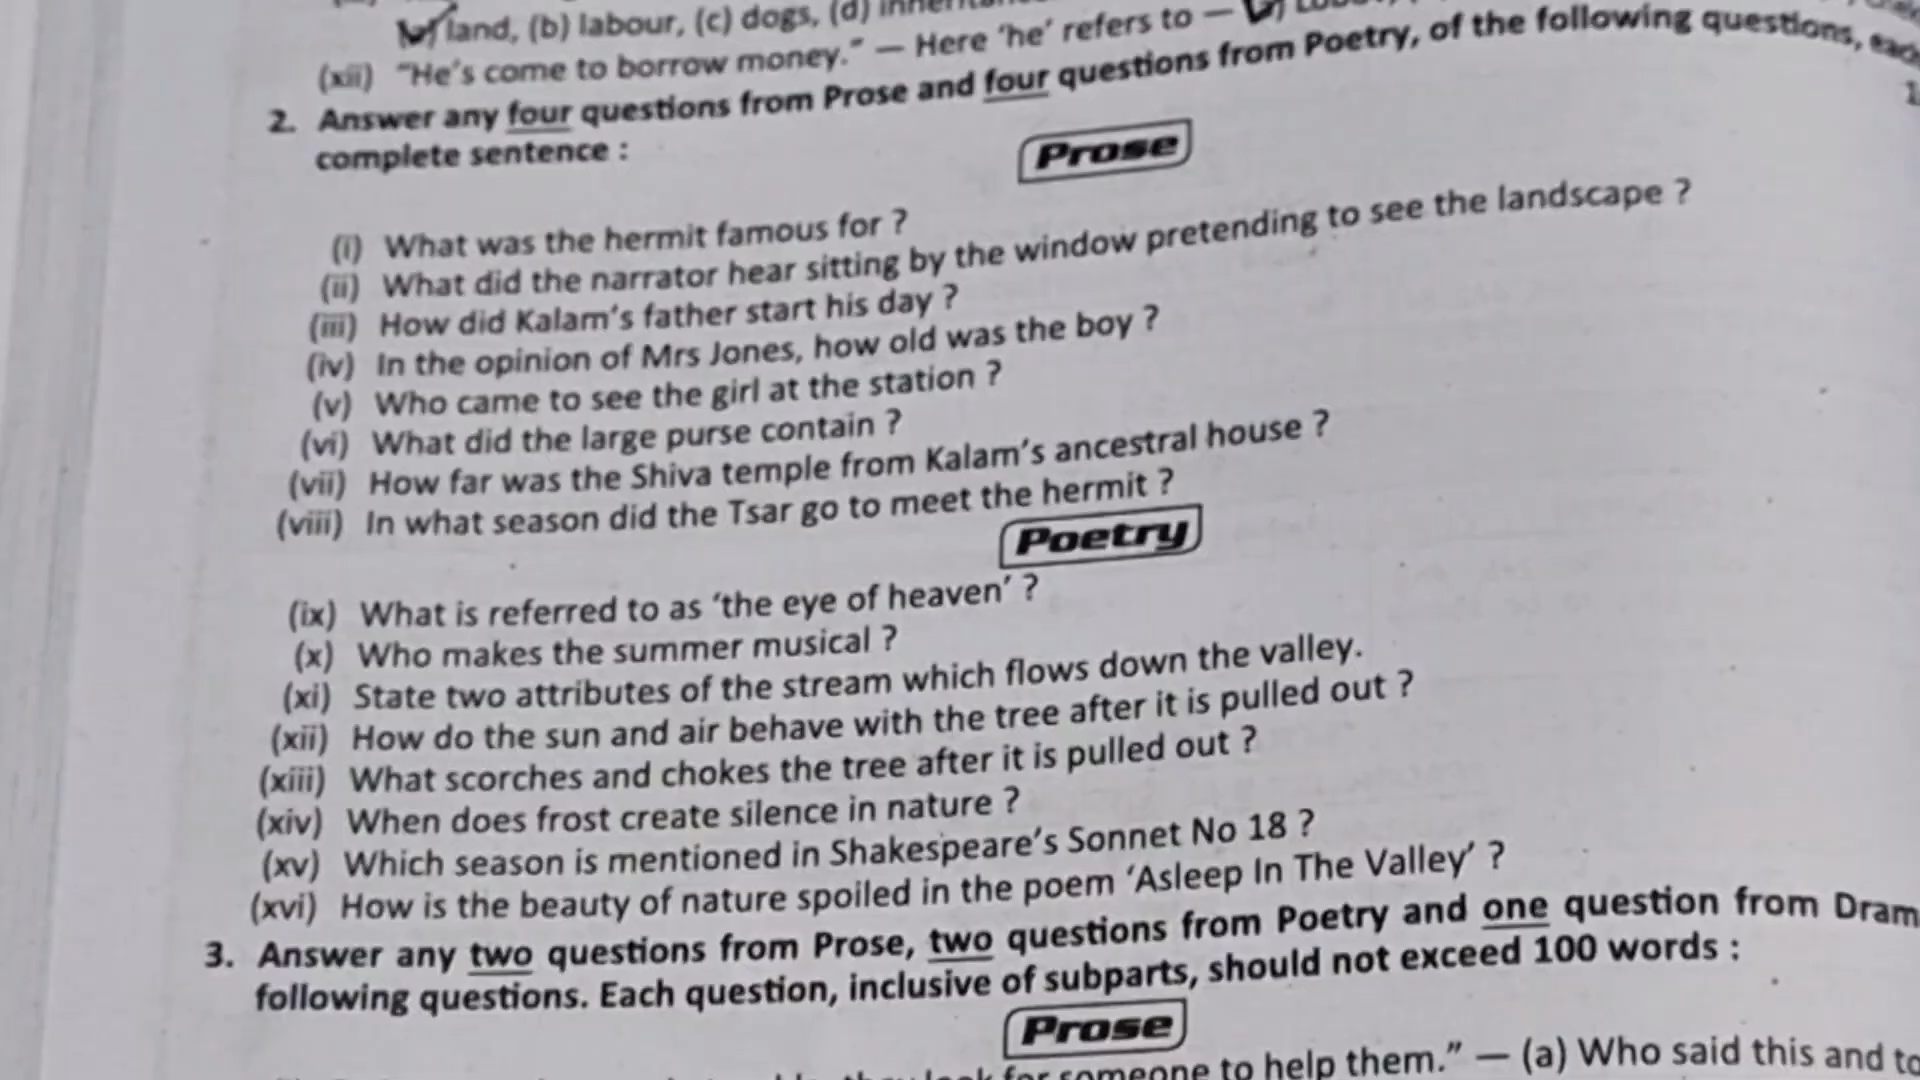 land, (b) labour, (c) dogs, (d)
(xii) "He's come to borrow money." — Here 'he' refers to —
2. Answer any four questions from Prose and four questions from Poetry, of the following questions,
complete sentence :
Prose
(i) What was the hermit famous for ?
(ii) What did the narrator hear sitting by the window pretending to see the landscape ?
(iii) How did Kalam's father start his day ?
(iv) In the opinion of Mrs Jones, how old was the boy ?
(v) Who came to see the girl at the station ?
(vi) What did the large purse contain ?
(vii) How far was the Shiva temple from Kalam's ancestral house ?
(viii) In what season did the Tsar go to meet the hermit ?
Poetry
(ix) What is referred to as 'the eye of heaven' ?
(x) Who makes the summer musical ?
(xi) State two attributes of the stream which flows down the valley.
(xii) How do the sun and air behave with the tree after it is pulled out ?
(xiii) What scorches and chokes the tree after it is pulled out ?
(xiv) When does frost create silence in nature ?
(xv) Which season is mentioned in Shakespeare's Sonnet No 18 ?
(xvi) How is the beauty of nature spoiled in the poem 'Asleep In The Valley' ?
3. Answer any two questions from Prose, two questions from Poetry and one question from Dram
following questions. Each question, inclusive of subparts, should not exceed 100 words :
Prose
for someone to help them." — (a) Who said this and to